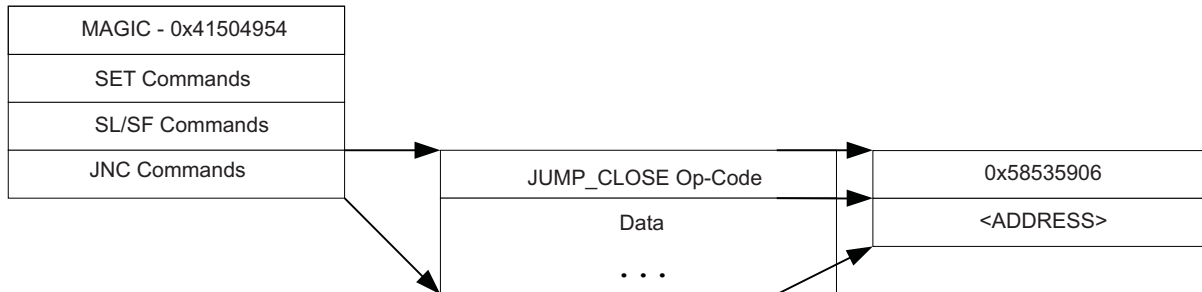 MAGIC - 0x41504954
SET Commands
SL/SF Commands
JNC Commands
JUMP_CLOSE Op-Code
Data
. . .
0x58535906
<ADDRESS>